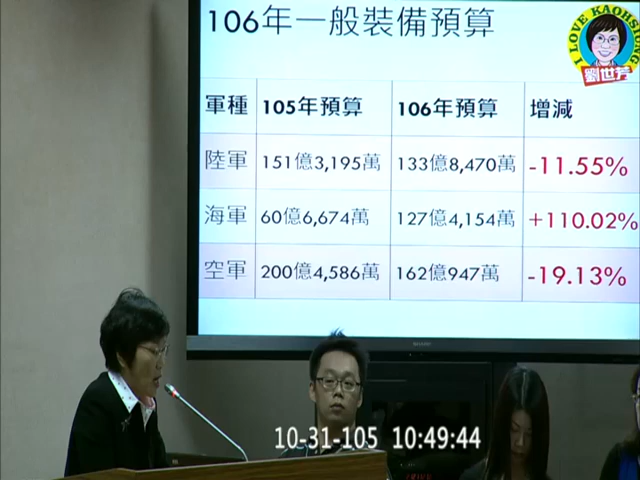 106年一般裝備預算
I LOVE KAOHSIUNG
劉世芳
軍種 105年預算 106年預算 增減
陸軍 151億3,195萬 133億8,470萬 -11.55%
海軍 60億6,674萬 127億4,154萬 +110.02%
空軍 200億4,586萬 162億947萬 -19.13%
SHARP
10-31-105 10:49:44